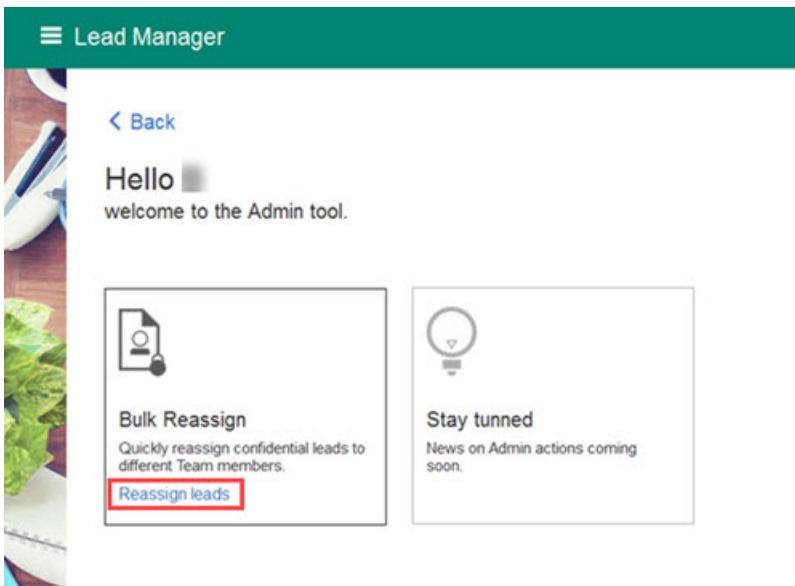 Lead Manager
Back
Hello
welcome to the Admin tool.
Bulk Reassign
Quickly reassign confidential leads to
different Team members.
Reassign leads
Stay tunned
News on Admin actions coming
soon.